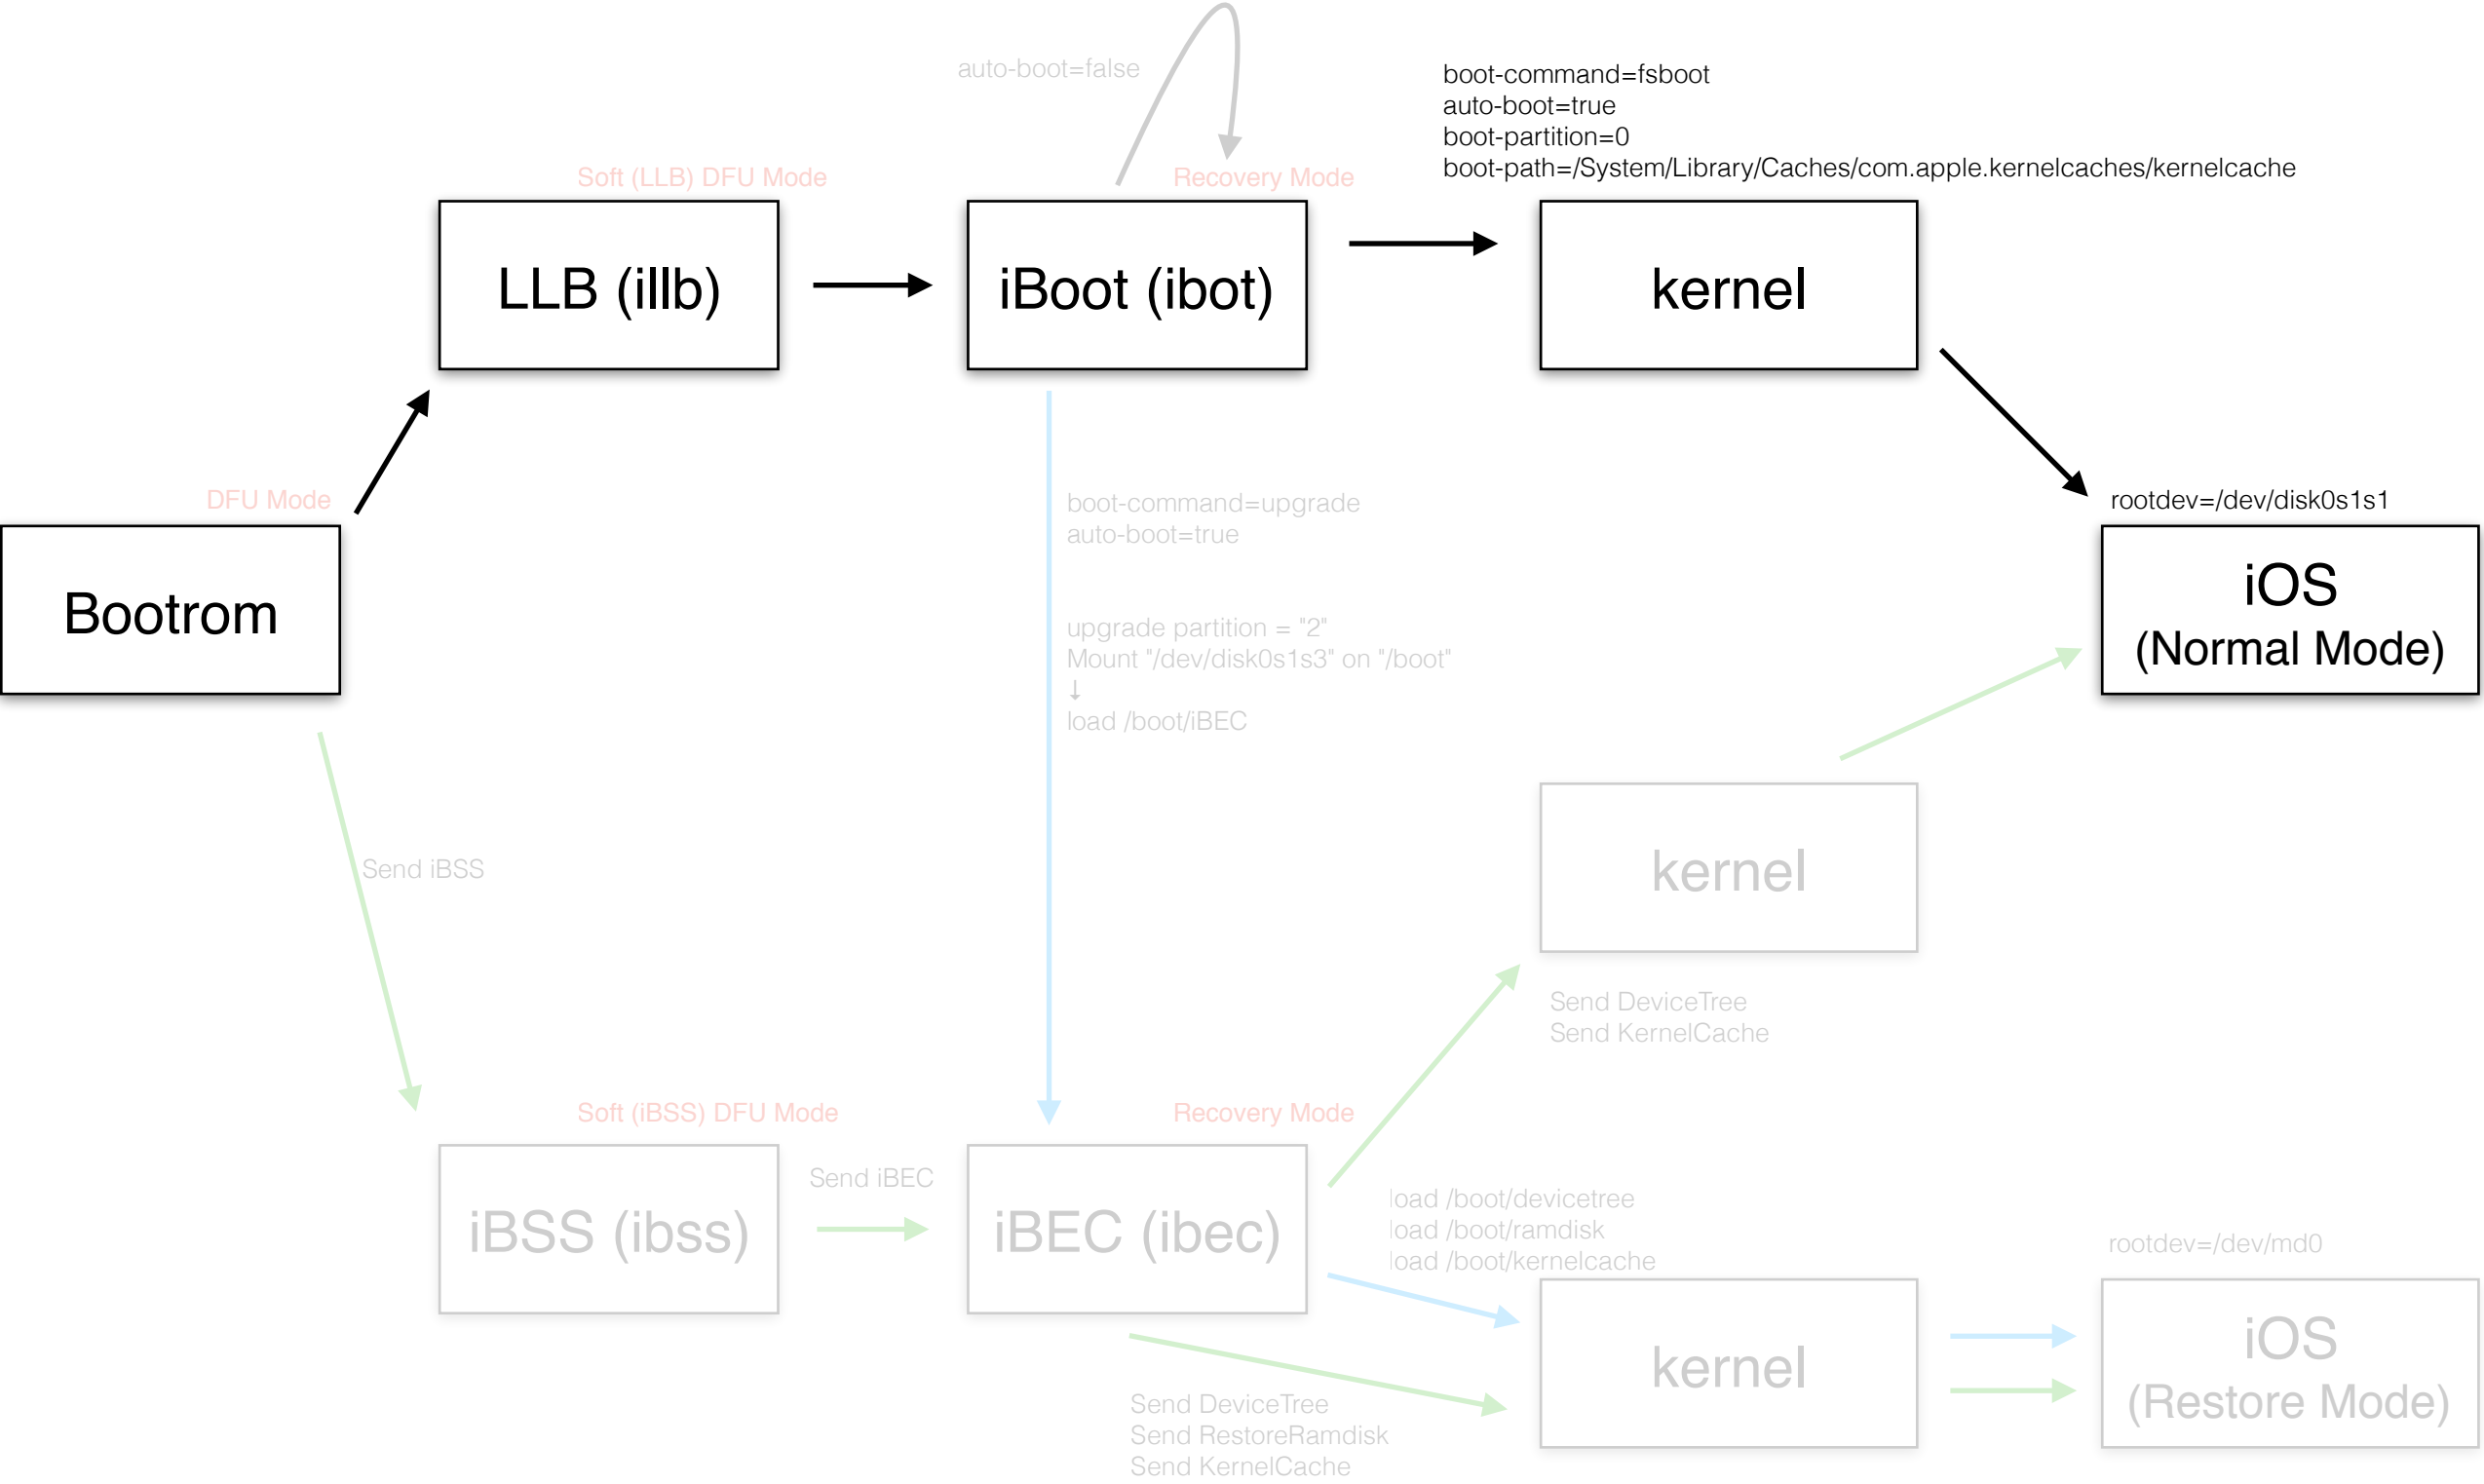 auto-boot=false
boot-command=fsboot
auto-boot=true
boot-partition=0
boot-path=/System/Library/Caches/com.apple.kernelcaches/kernelcache
Soft (LLB) DFU Mode
Recovery Mode
LLB (illb)
iBoot (ibot)
kernel
DFU Mode
Bootrom
boot-command=upgrade
auto-boot=true
upgrade partition = "2"
Mount "/dev/disk0s1s3" on "/boot"
↓
load /boot/iBEC
rootdev=/dev/disk0s1s1
iOS
(Normal Mode)
Send iBSS
kernel
Send DeviceTree
Send KernelCache
Soft (iBSS) DFU Mode
Recovery Mode
iBSS (ibss)
Send iBEC
iBEC (ibec)
load /boot/devicetree
load /boot/ramdisk
load /boot/kernelcache
kernel
rootdev=/dev/md0
iOS
(Restore Mode)
Send DeviceTree
Send RestoreRamdisk
Send KernelCache